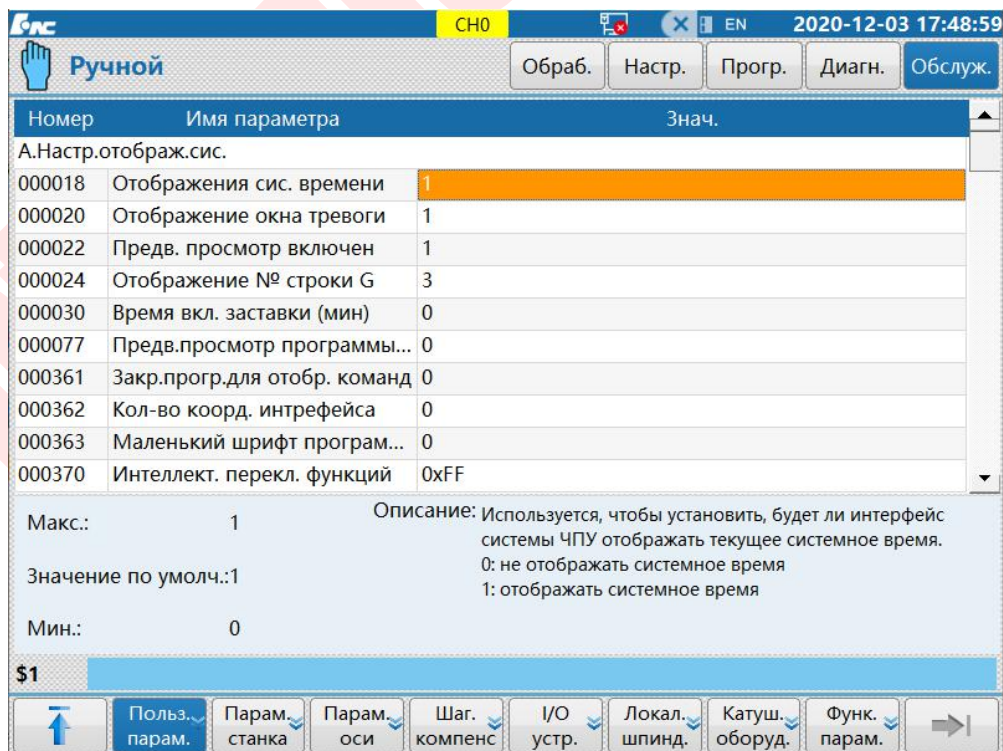 CH0 EN 2020-12-03 17:48:59
Ручной Обраб. Настр. Прогр. Диагн. Обслуж.
Номер Имя параметра Знач.
А.Настр.отображ.сис.
000018 Отображения сис. времени 1
000020 Отображение окна тревоги 1
000022 Предв. просмотр включен 1
000024 Отображение № строки G 3
000030 Время вкл. заставки (мин) 0
000077 Предв.просмотр программы... 0
000361 Закр.прогр.для отобр. команд 0
000362 Кол-во коорд. интрефейса 0
000363 Маленький шрифт програм... 0
000370 Интеллект. перекл. функций 0xFF
Макс.: 1
Описание: Используется, чтобы установить, будет ли интерфейс
системы ЧПУ отображать текущее системное время.
0: не отображать системное время
1: отображать системное время
Значение по умолч.:1
Мин.: 0
$1
Польз. парам.
Парам. станка
Парам. оси
Шаг. компенс
I/O устр.
Локал. шпинд.
Катуш. оборуд.
Функ. парам.